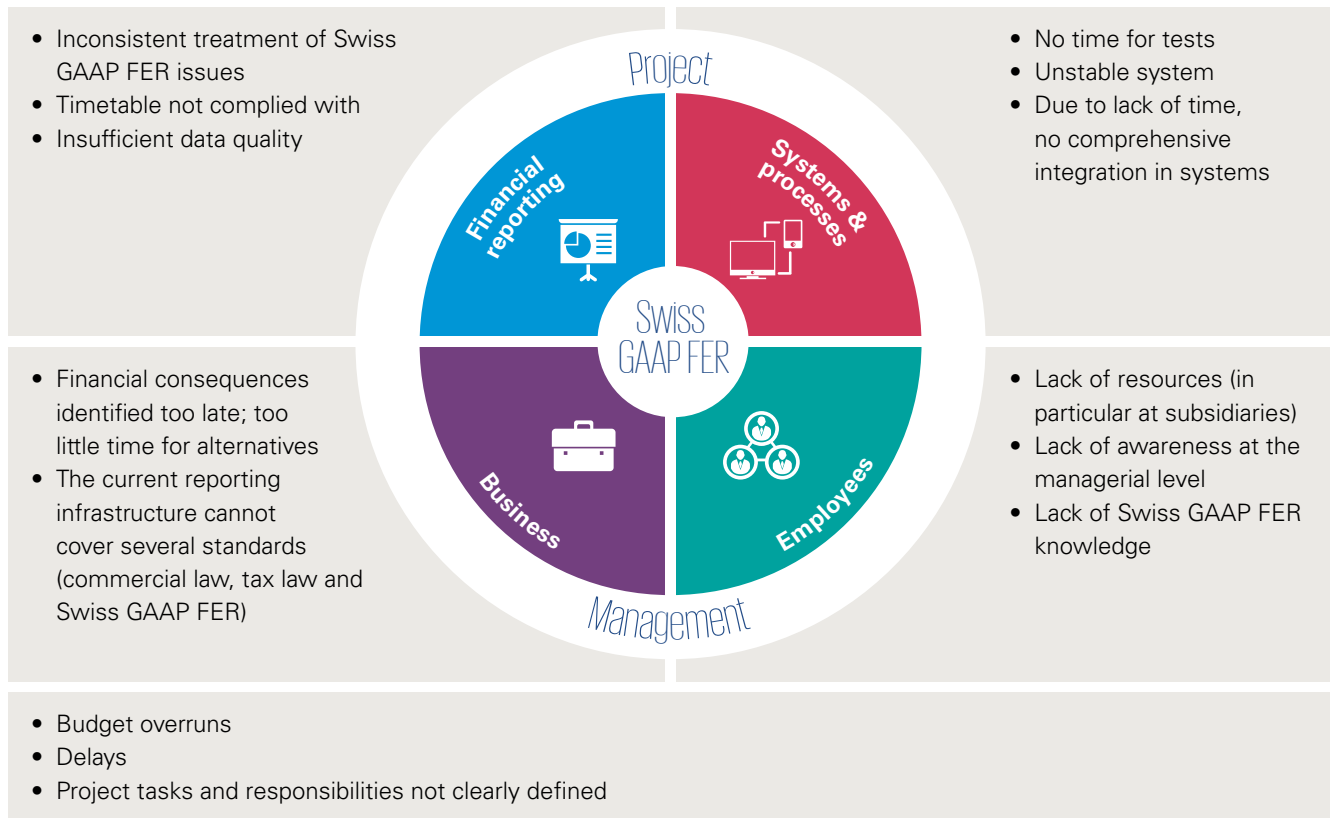 • Inconsistent treatment of Swiss
GAAP FER issues
• Timetable not complied with
• Insufficient data quality
Project
• No time for tests
• Unstable system
• Due to lack of time,
no comprehensive
integration in systems
Financial
reporting
Systems &
processes
Swiss
GAAP FER
• Financial consequences
identified too late; too
little time for alternatives
• The current reporting
infrastructure cannot
cover several standards
(commercial law, tax law and
Swiss GAAP FER)
Business
Employees
• Lack of resources (in
particular at subsidiaries)
• Lack of awareness at the
managerial level
• Lack of Swiss GAAP FER
knowledge
Management
• Budget overruns
• Delays
• Project tasks and responsibilities not clearly defined